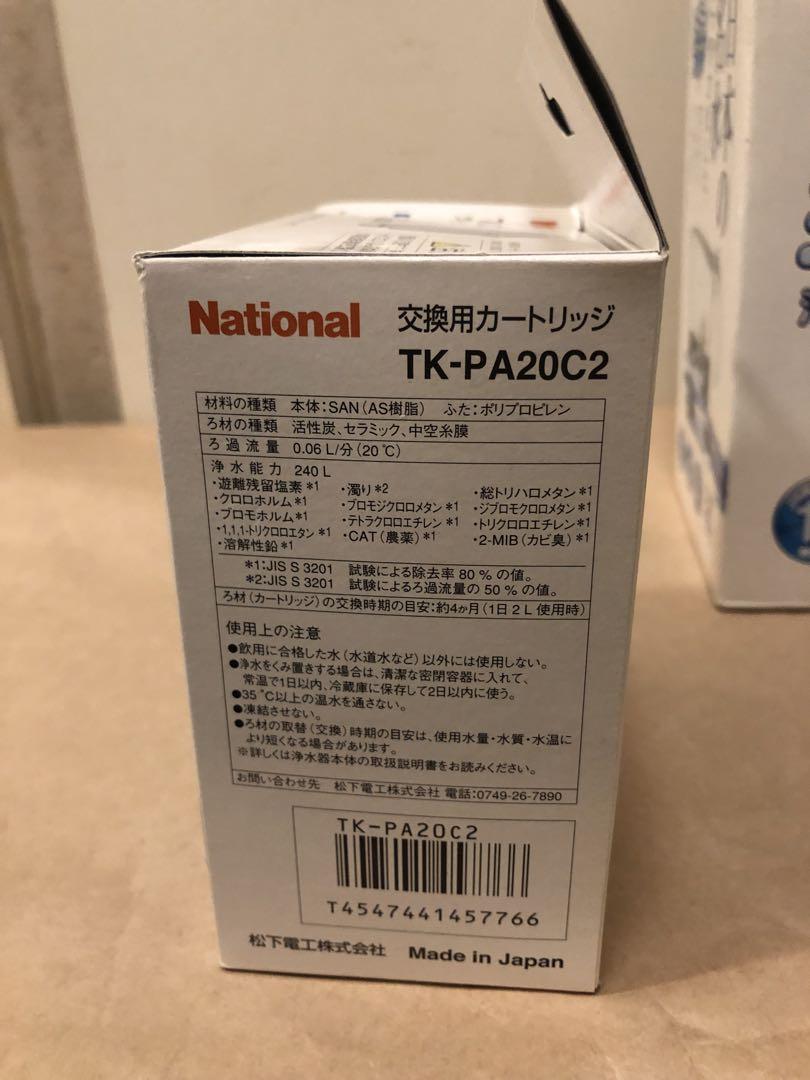 National 交換用カートリッジ
TK-PA20C2
材料の種類 本体：SAN（AS樹脂） ふた：ポリプロピレン
ろ材の種類 活性炭、セラミック、中空糸膜
ろ過流量 0.06 L/分（20℃）
浄水能力 240 L
・遊離残留塩素*1 ・濁り*2 ・総トリハロメタン*1
・クロロホルム*1 ・ブロモジクロロメタン*1 ・ジブロモクロロメタン*1
・ブロモホルム*1 ・テトラクロロエチレン*1 ・トリクロロエチレン*1
・1,1,1-トリクロロエタン*1 ・CAT（農薬）*1 ・2-MIB（カビ臭）*1
・溶解性鉛*1
*1：JIS S 3201 試験による除去率 80 % の値。
*2：JIS S 3201 試験によるろ過流量の 50 % の値。
ろ材（カートリッジ）の交換時期の目安：約4か月（1日 2 L 使用時）
使用上の注意
●飲用に合格した水（水道水など）以外には使用しない。
●浄水をくみ置きする場合は、清潔な密閉容器に入れて、
常温で1日以内、冷蔵庫に保存して2日以内に使う。
●35℃以上の温水を通さない。
●凍結させない。
●ろ材の取替（交換）時期の目安は、使用水量・水質・水温に
より短くなる場合があります。
※詳しくは浄水器本体の取扱説明書をお読みください。
お問い合わせ先 松下電工株式会社 電話：0749-26-7890
TK-PA20C2
T4547441457766
松下電工株式会社 Made in Japan